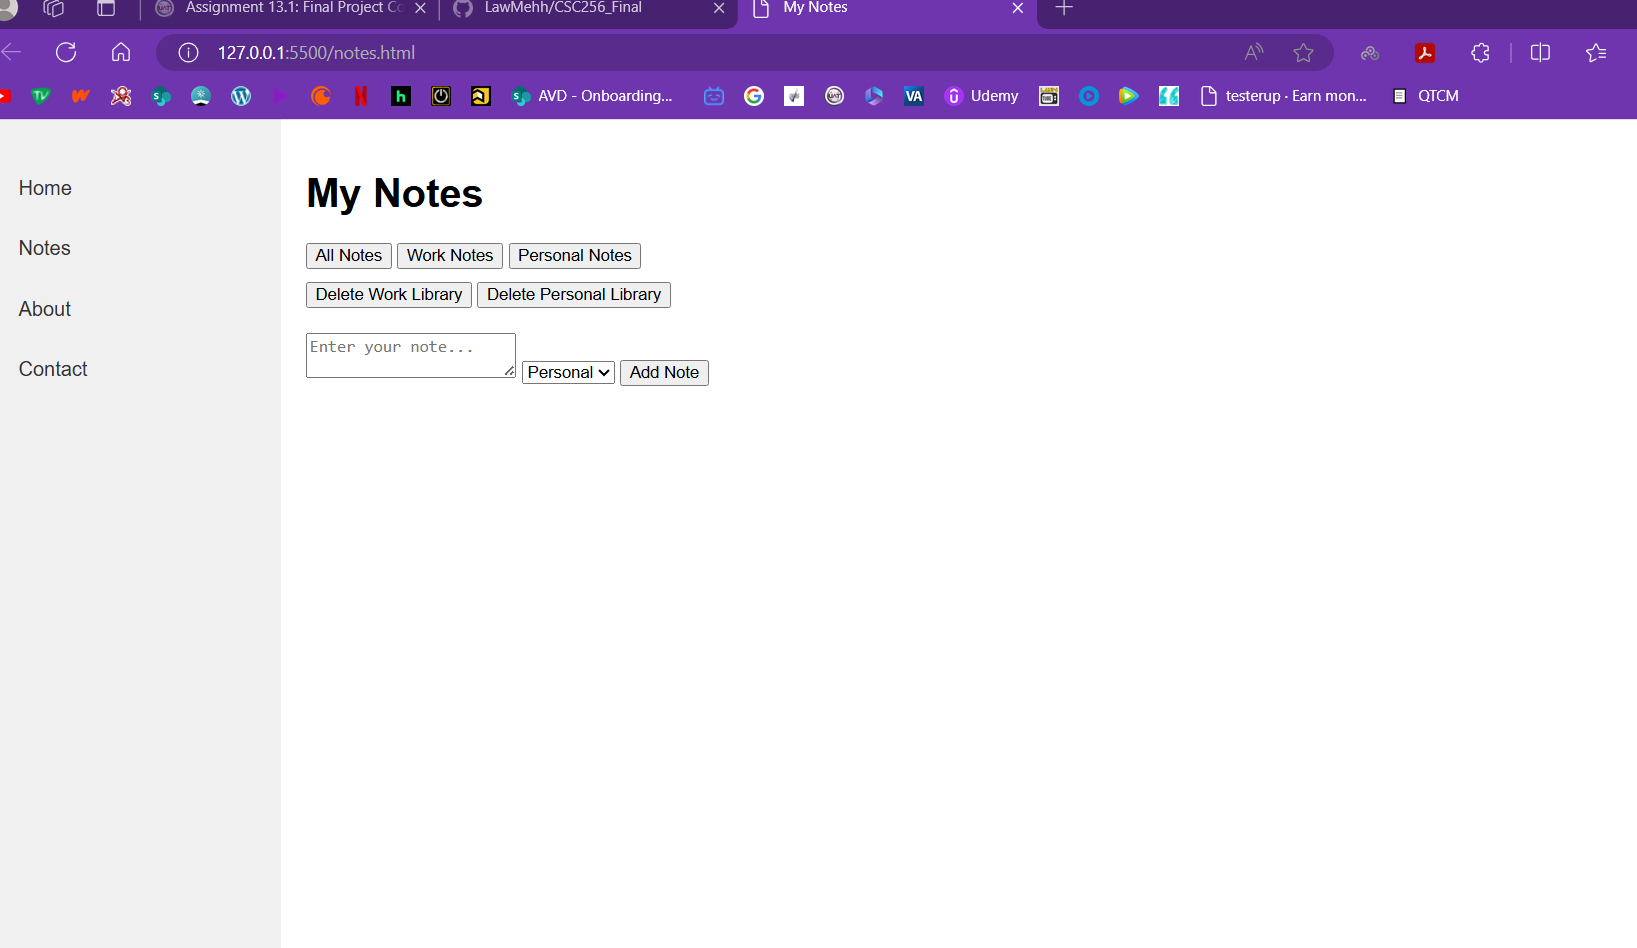 Assignment 13.1: Final Project Co
LawMehh/CSC256_Final
My Notes
127.0.0.1:5500/notes.html
AVD - Onboarding...
Udemy
testerup · Earn mon...
QTCM
Home
Notes
About
Contact
My Notes
All Notes Work Notes Personal Notes
Delete Work Library Delete Personal Library
Enter your note...
Personal Add Note